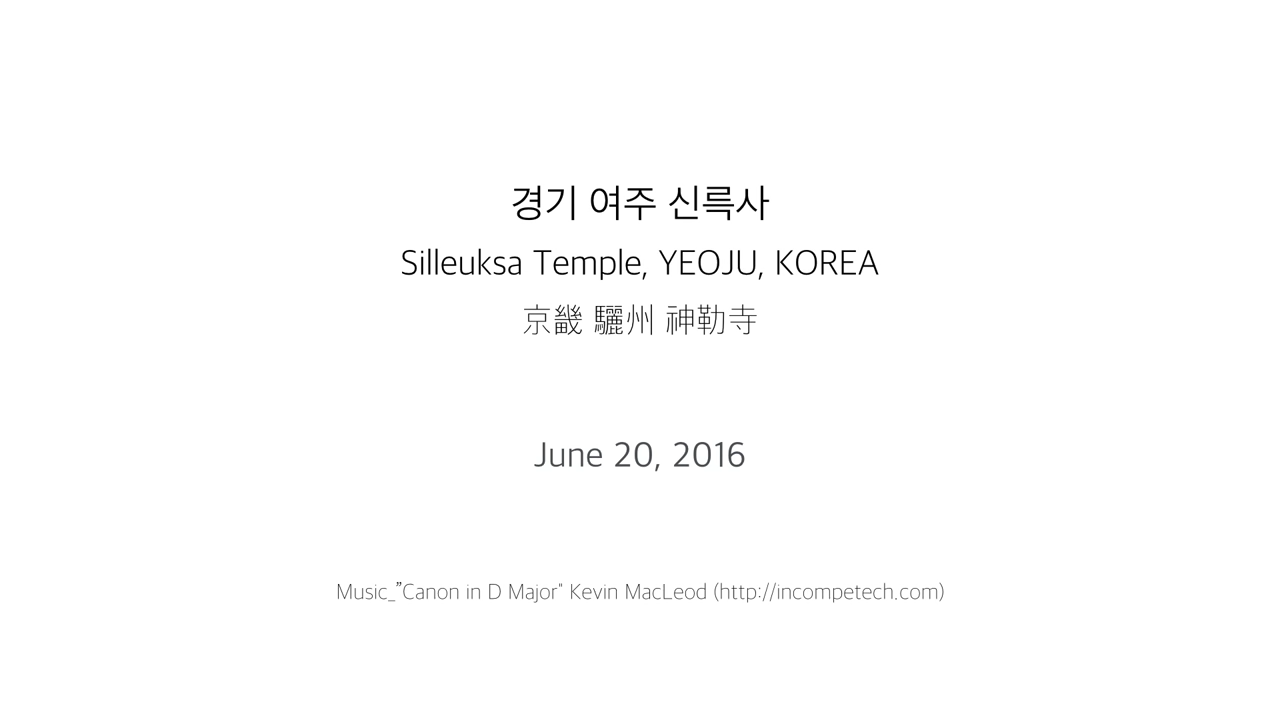 경기 여주 신륵사
Silleuksa Temple, YEOJU, KOREA
京畿 驪州 神勒寺
June 20, 2016
Music_”Canon in D Major" Kevin MacLeod (http://incompetech.com)